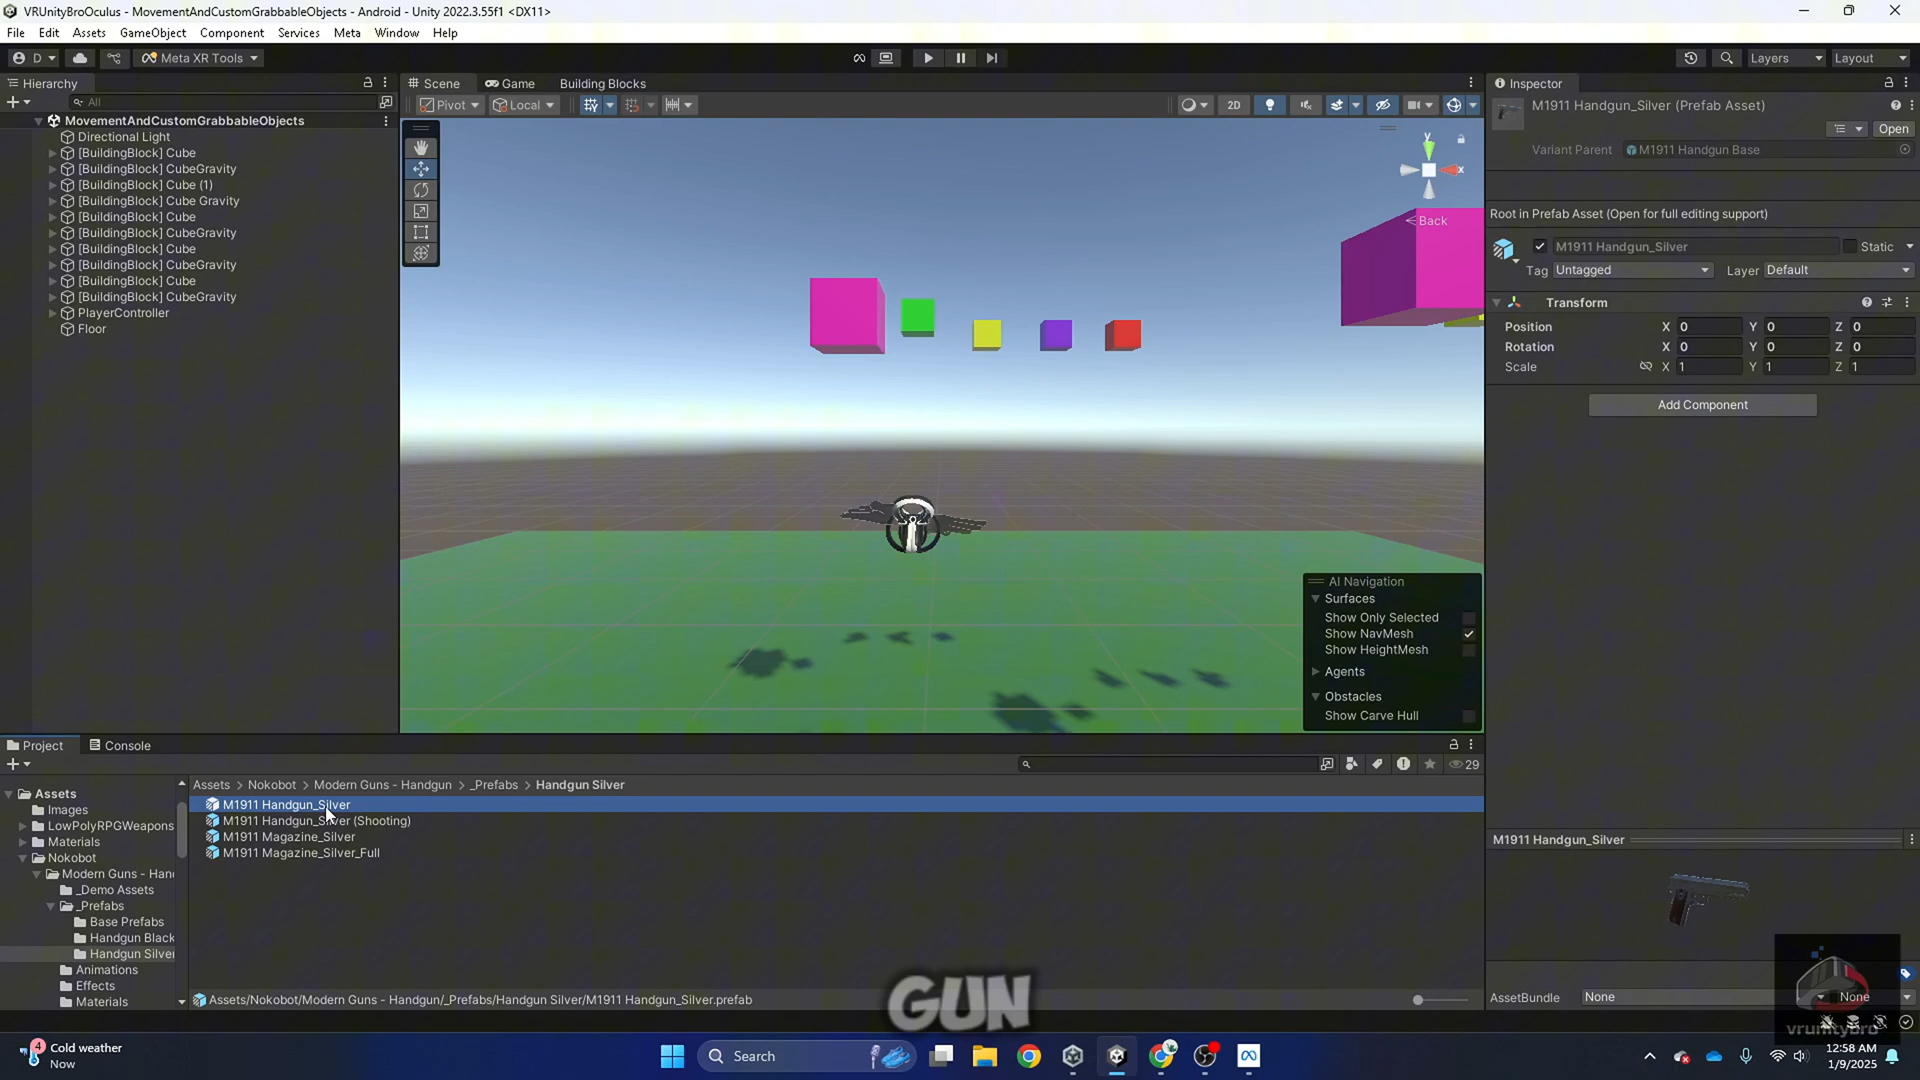 VRUnityBroOculus - MovementAndCustomGrabbableObjects - Android - Unity 2022.3.55f1 <DX11>
File Edit Assets GameObject Component Services Meta Window Help
D Meta XR Tools Layers Layout
Hierarchy
All
MovementAndCustomGrabbableObjects
Directional Light
[BuildingBlock] Cube
[BuildingBlock] CubeGravity
[BuildingBlock] Cube (1)
[BuildingBlock] Cube Gravity
[BuildingBlock] Cube
[BuildingBlock] CubeGravity
[BuildingBlock] Cube
[BuildingBlock] CubeGravity
[BuildingBlock] Cube
[BuildingBlock] CubeGravity
PlayerController
Floor
Scene Game Building Blocks
Pivot Local 2D
y
x
Back
AI Navigation
Surfaces
Show Only Selected
Show NavMesh
Show HeightMesh
Agents
Obstacles
Show Carve Hull
Inspector
M1911 Handgun_Silver (Prefab Asset)
Open
Variant Parent M1911 Handgun Base
Root in Prefab Asset (Open for full editing support)
M1911 Handgun_Silver Static
Tag Untagged Layer Default
Transform
Position X 0 Y 0 Z 0
Rotation X 0 Y 0 Z 0
Scale X 1 Y 1 Z 1
Add Component
Project Console
29
Assets
Images
LowPolyRPGWeapons
Materials
Nokobot
Modern Guns - Han
_Demo Assets
_Prefabs
Base Prefabs
Handgun Black
Handgun Silver
Animations
Effects
Materials
Assets > Nokobot > Modern Guns - Handgun > _Prefabs > Handgun Silver
M1911 Handgun_Silver
M1911 Handgun_Silver (Shooting)
M1911 Magazine_Silver
M1911 Magazine_Silver_Full
Assets/Nokobot/Modern Guns - Handgun/_Prefabs/Handgun Silver/M1911 Handgun_Silver.prefab
GUN
M1911 Handgun_Silver
AssetBundle None None
vrunitybro
4
Cold weather
Now
Search
12:58 AM
1/9/2025